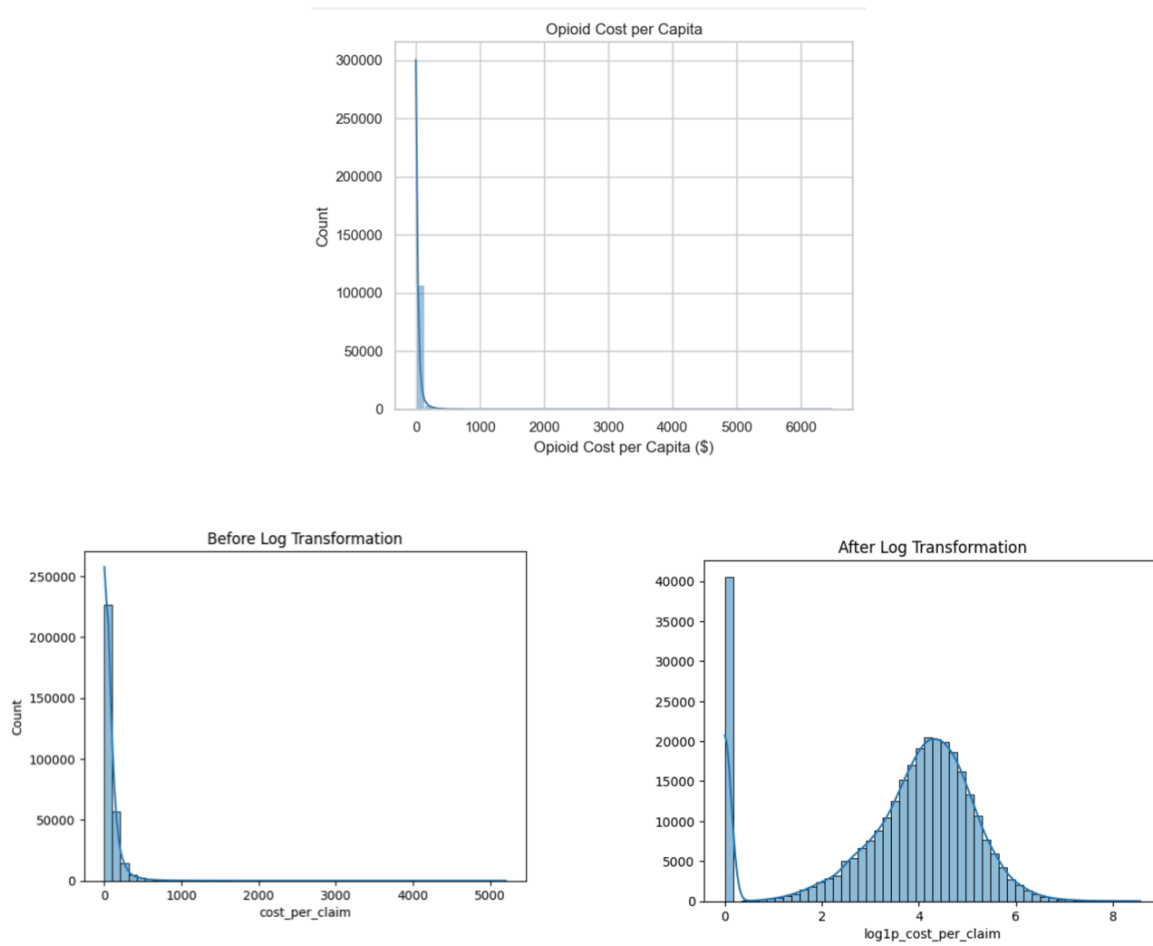 Opioid Cost per Capita
300000
250000
200000
150000
100000
50000
0
Count
0 1000 2000 3000 4000 5000 6000
Opioid Cost per Capita ($)
Before Log Transformation
250000
200000
150000
100000
50000
0
Count
0 1000 2000 3000 4000 5000
cost_per_claim
After Log Transformation
40000
35000
30000
25000
20000
15000
10000
5000
0
0 2 4 6 8
log1p_cost_per_claim